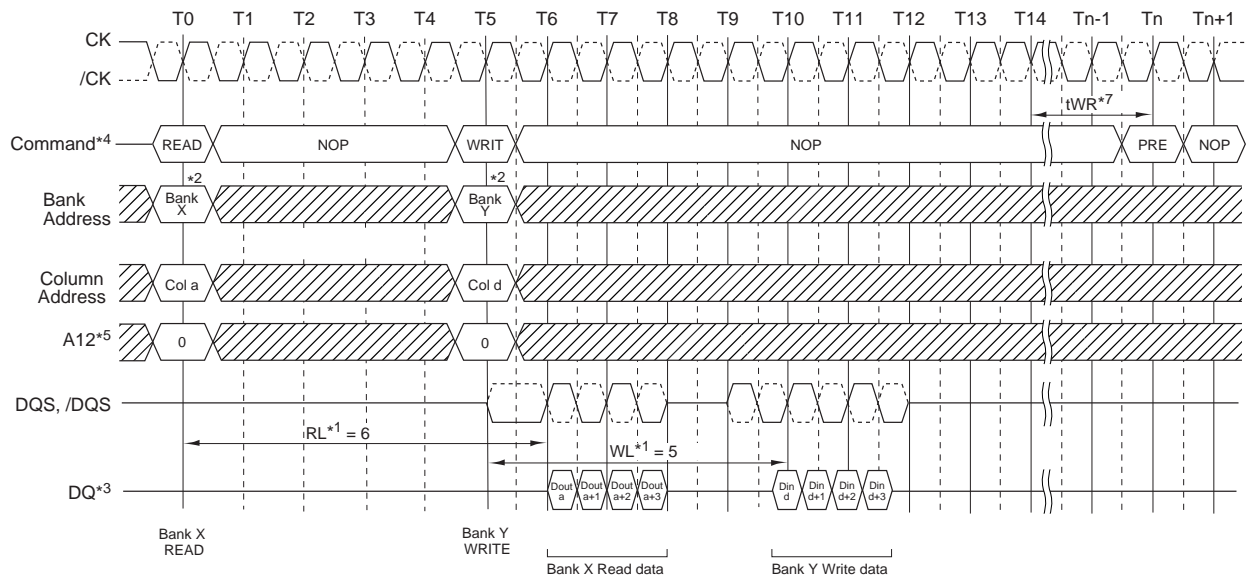 T0 T1 T2 T3 T4 T5 T6 T7 T8 T9 T10 T11 T12 T13 T14 Tn-1 Tn Tn+1
CK
/CK
tWR*7
Command*4 READ NOP WRIT NOP PRE NOP
*2 *2
Bank Address Bank X Bank Y
Column Address Col a Col d
A12*5 0 0
DQS, /DQS
RL*1 = 6
WL*1 = 5
DQ*3 Dout a Dout a+1 Dout a+2 Dout a+3 Din d Din d+1 Din d+2 Din d+3
Bank X READ
Bank Y WRITE
Bank X Read data
Bank Y Write data